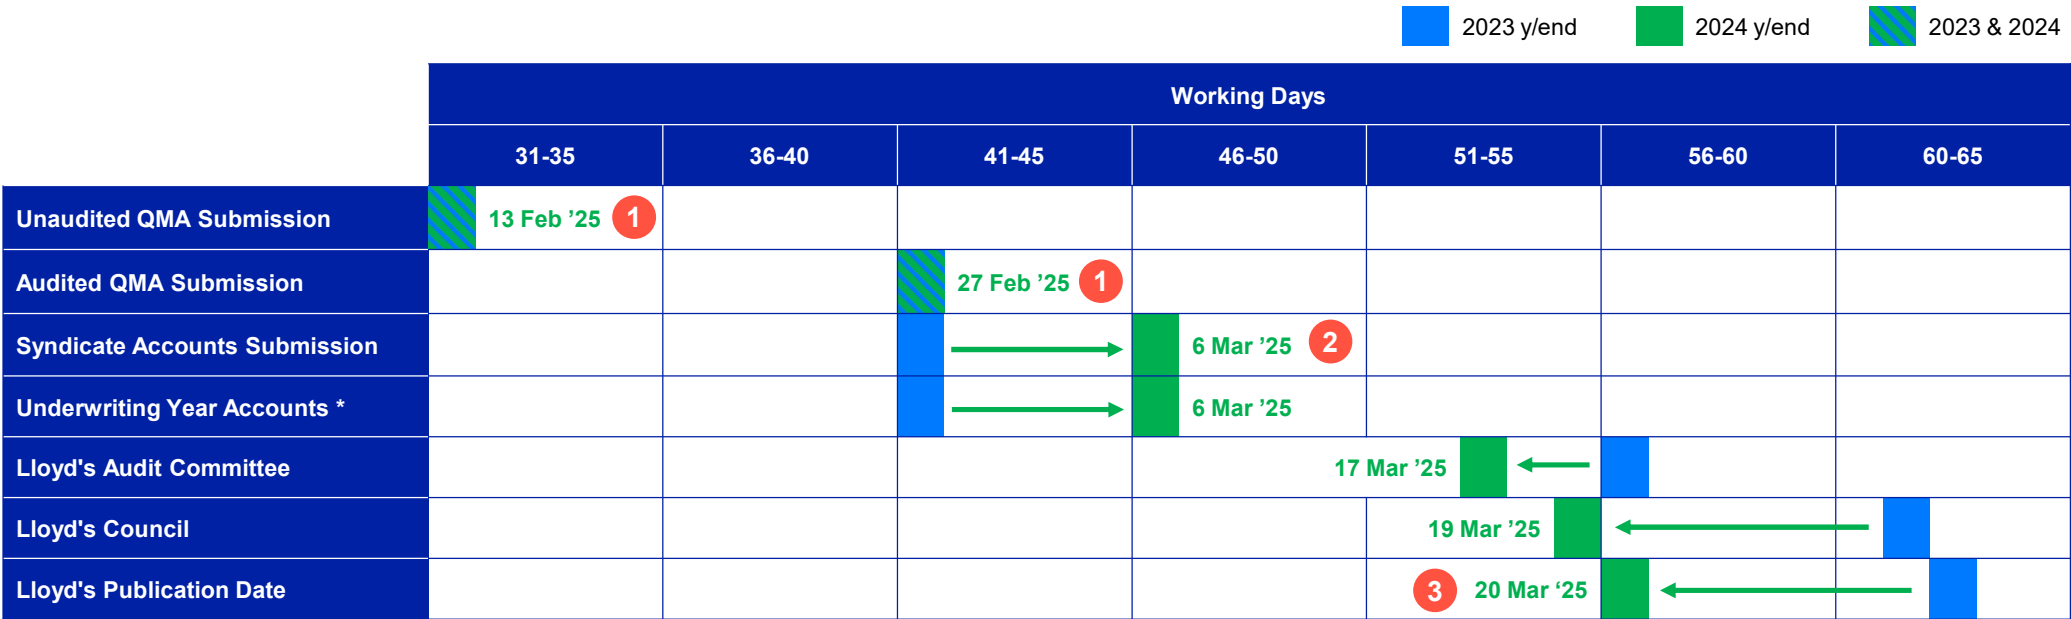 2023 y/end 2024 y/end 2023 & 2024
Working Days
31-35 36-40 41-45 46-50 51-55 56-60 60-65
Unaudited QMA Submission 13 Feb ’25 1
Audited QMA Submission 27 Feb ’25 1
Syndicate Accounts Submission 6 Mar ’25 2
Underwriting Year Accounts * 6 Mar ’25
Lloyd's Audit Committee 17 Mar ’25
Lloyd's Council 19 Mar ’25
Lloyd's Publication Date 3 20 Mar ‘25